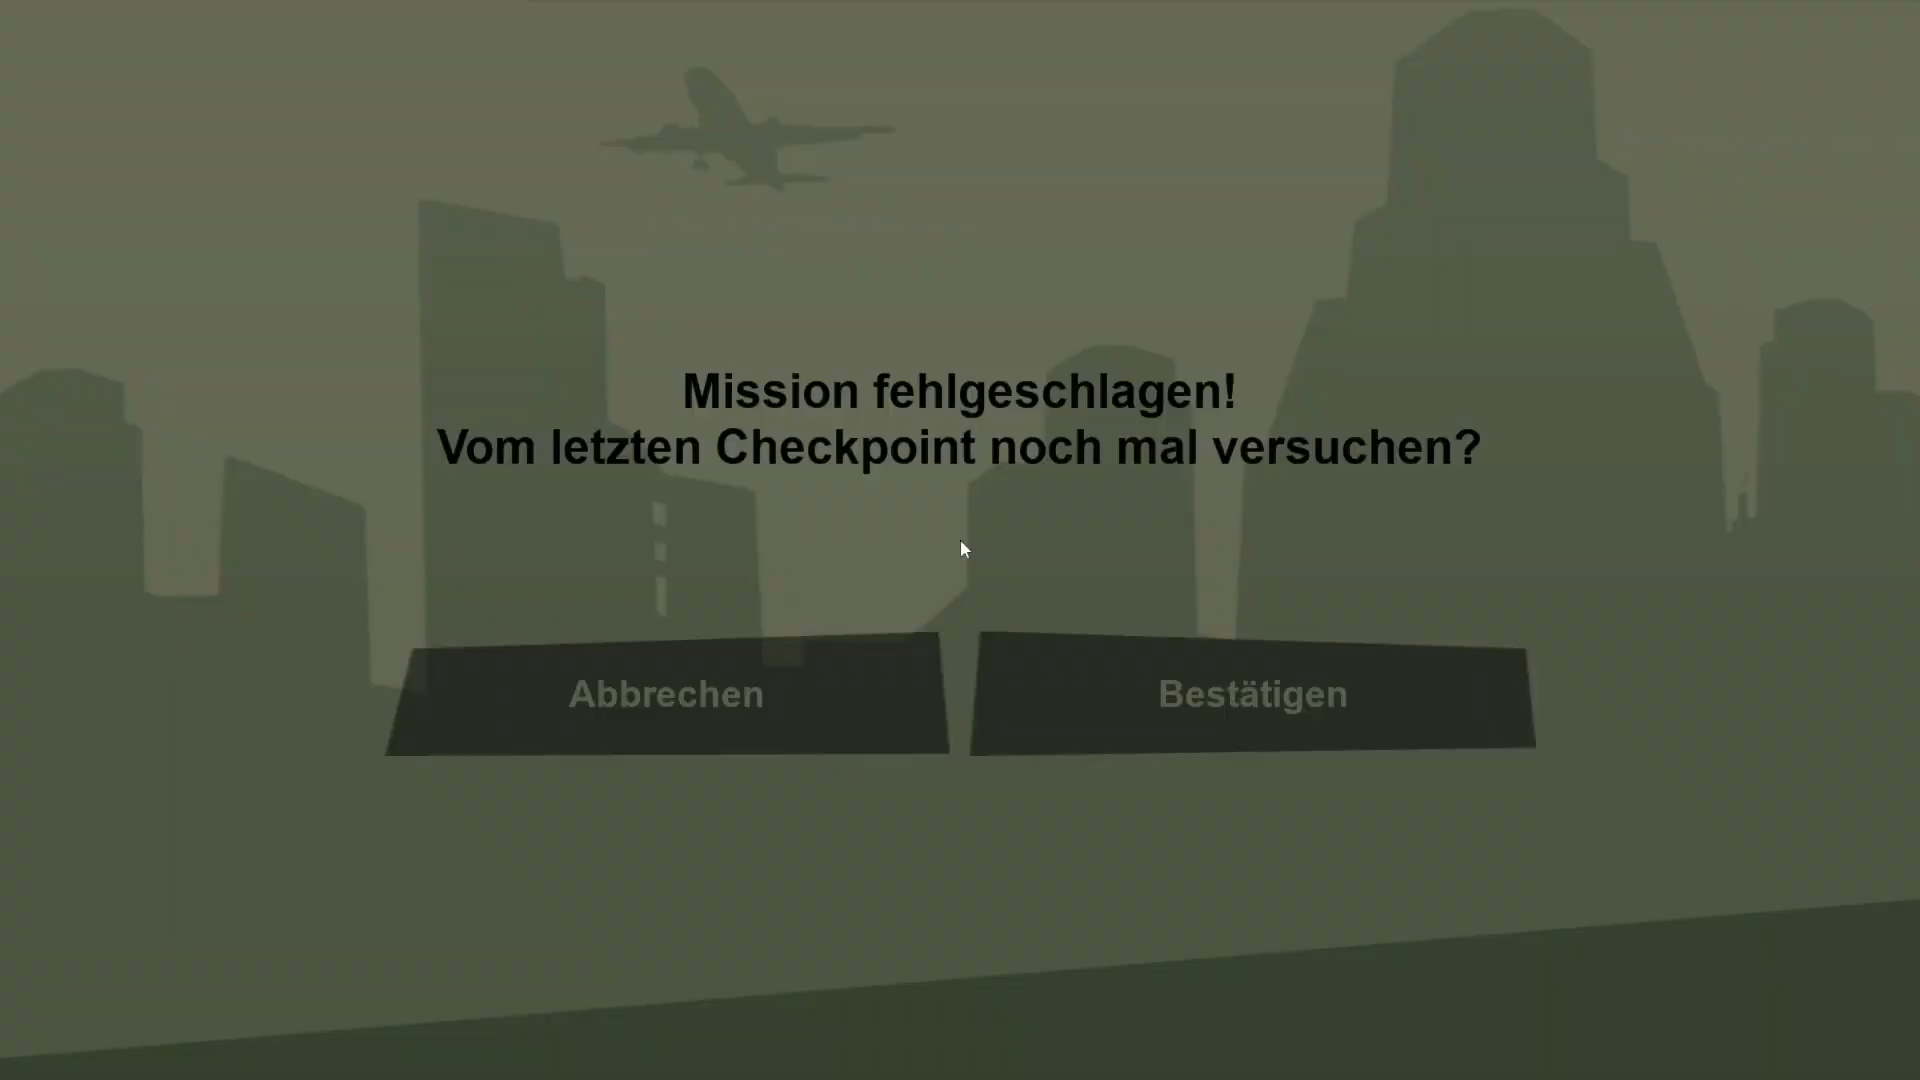 Mission fehlgeschlagen!
Vom letzten Checkpoint noch mal versuchen?
Abbrechen
Bestätigen